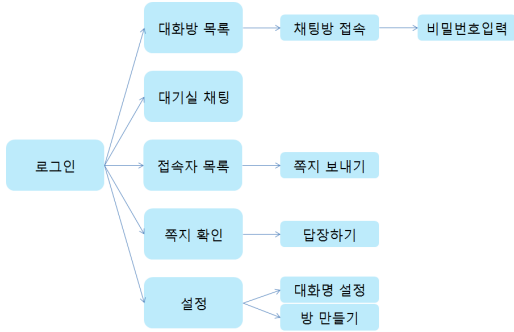 대화방 목록
채팅방 접속
비밀번호입력
대기실 채팅
로그인
접속자 목록
쪽지 보내기
쪽지 확인
답장하기
설정
대화명 설정
방 만들기